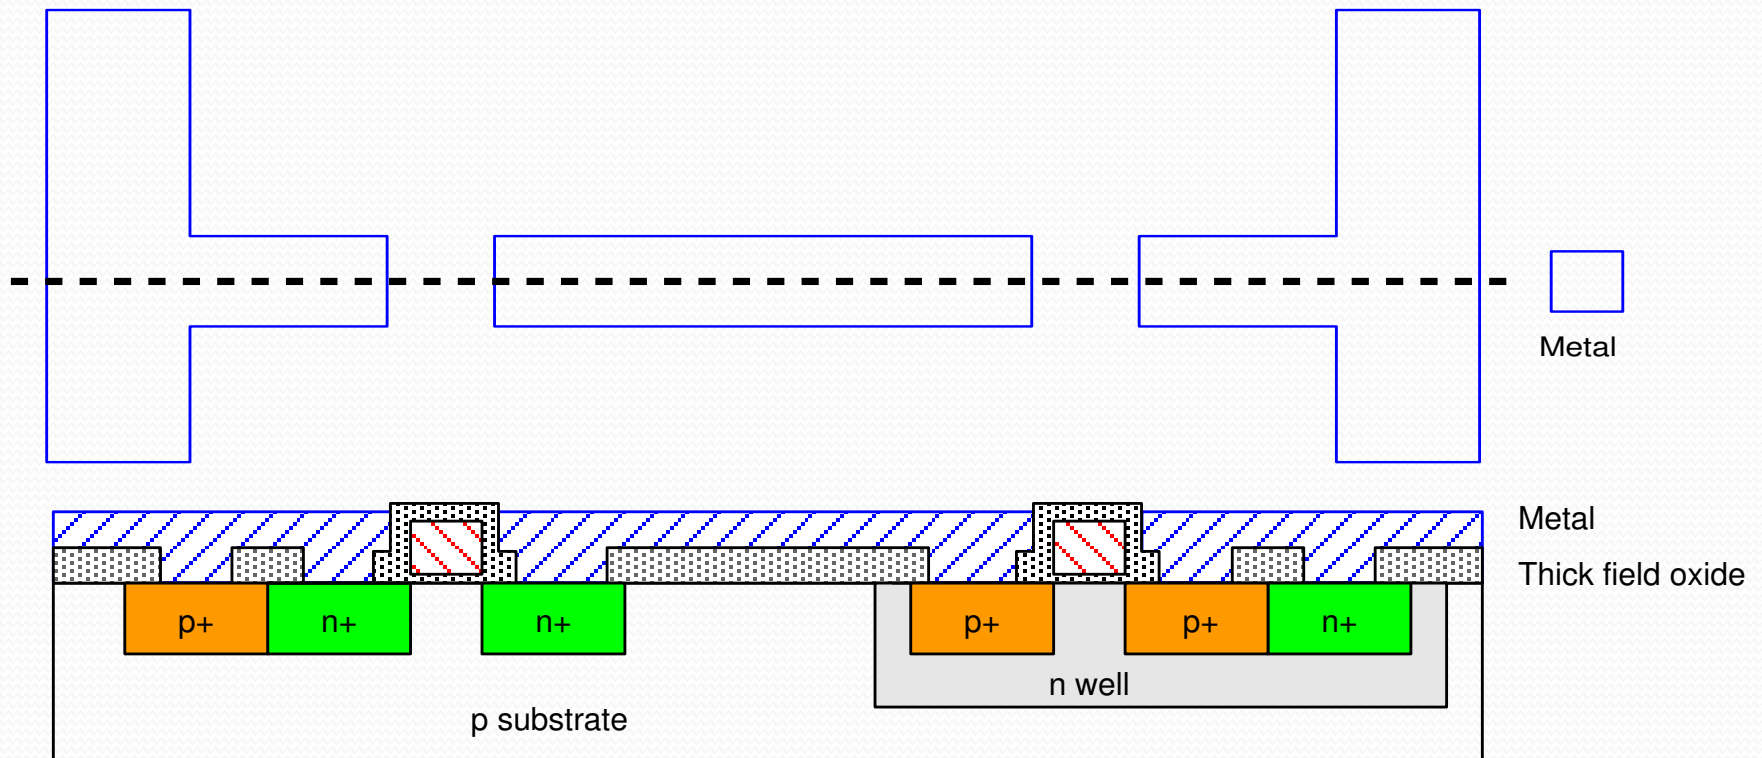 Metal
Metal
Thick field oxide
p+
n+
n+
p+
p+
n+
n well
p substrate